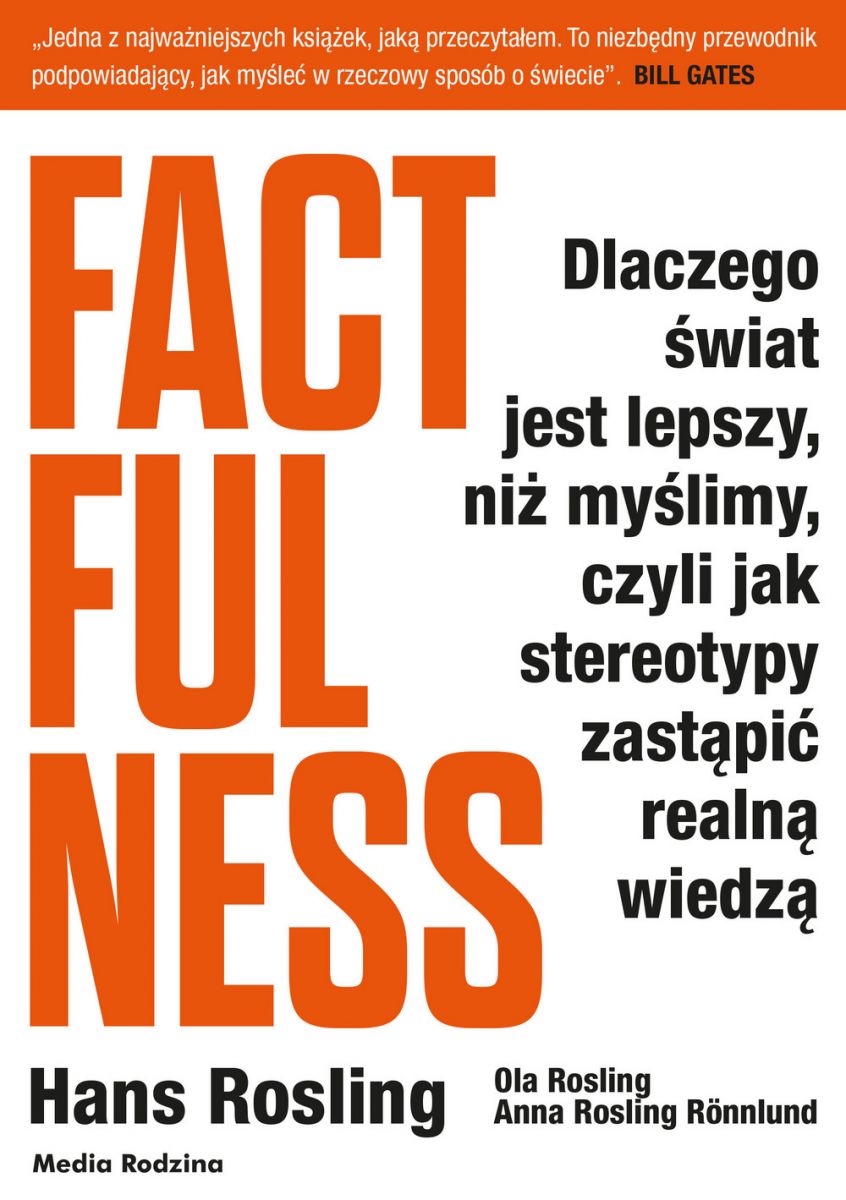 „Jedna z najważniejszych książek, jaką przeczytałem. To niezbędny przewodnik
podpowiadający, jak myśleć w rzeczowy sposób o świecie”. BILL GATES
FACT
FUL
NESS
Dlaczego
świat
jest lepszy,
niż myślimy,
czyli jak
stereotypy
zastąpić
realną
wiedzą
Hans Rosling
Ola Rosling
Anna Rosling Rönnlund
Media Rodzina